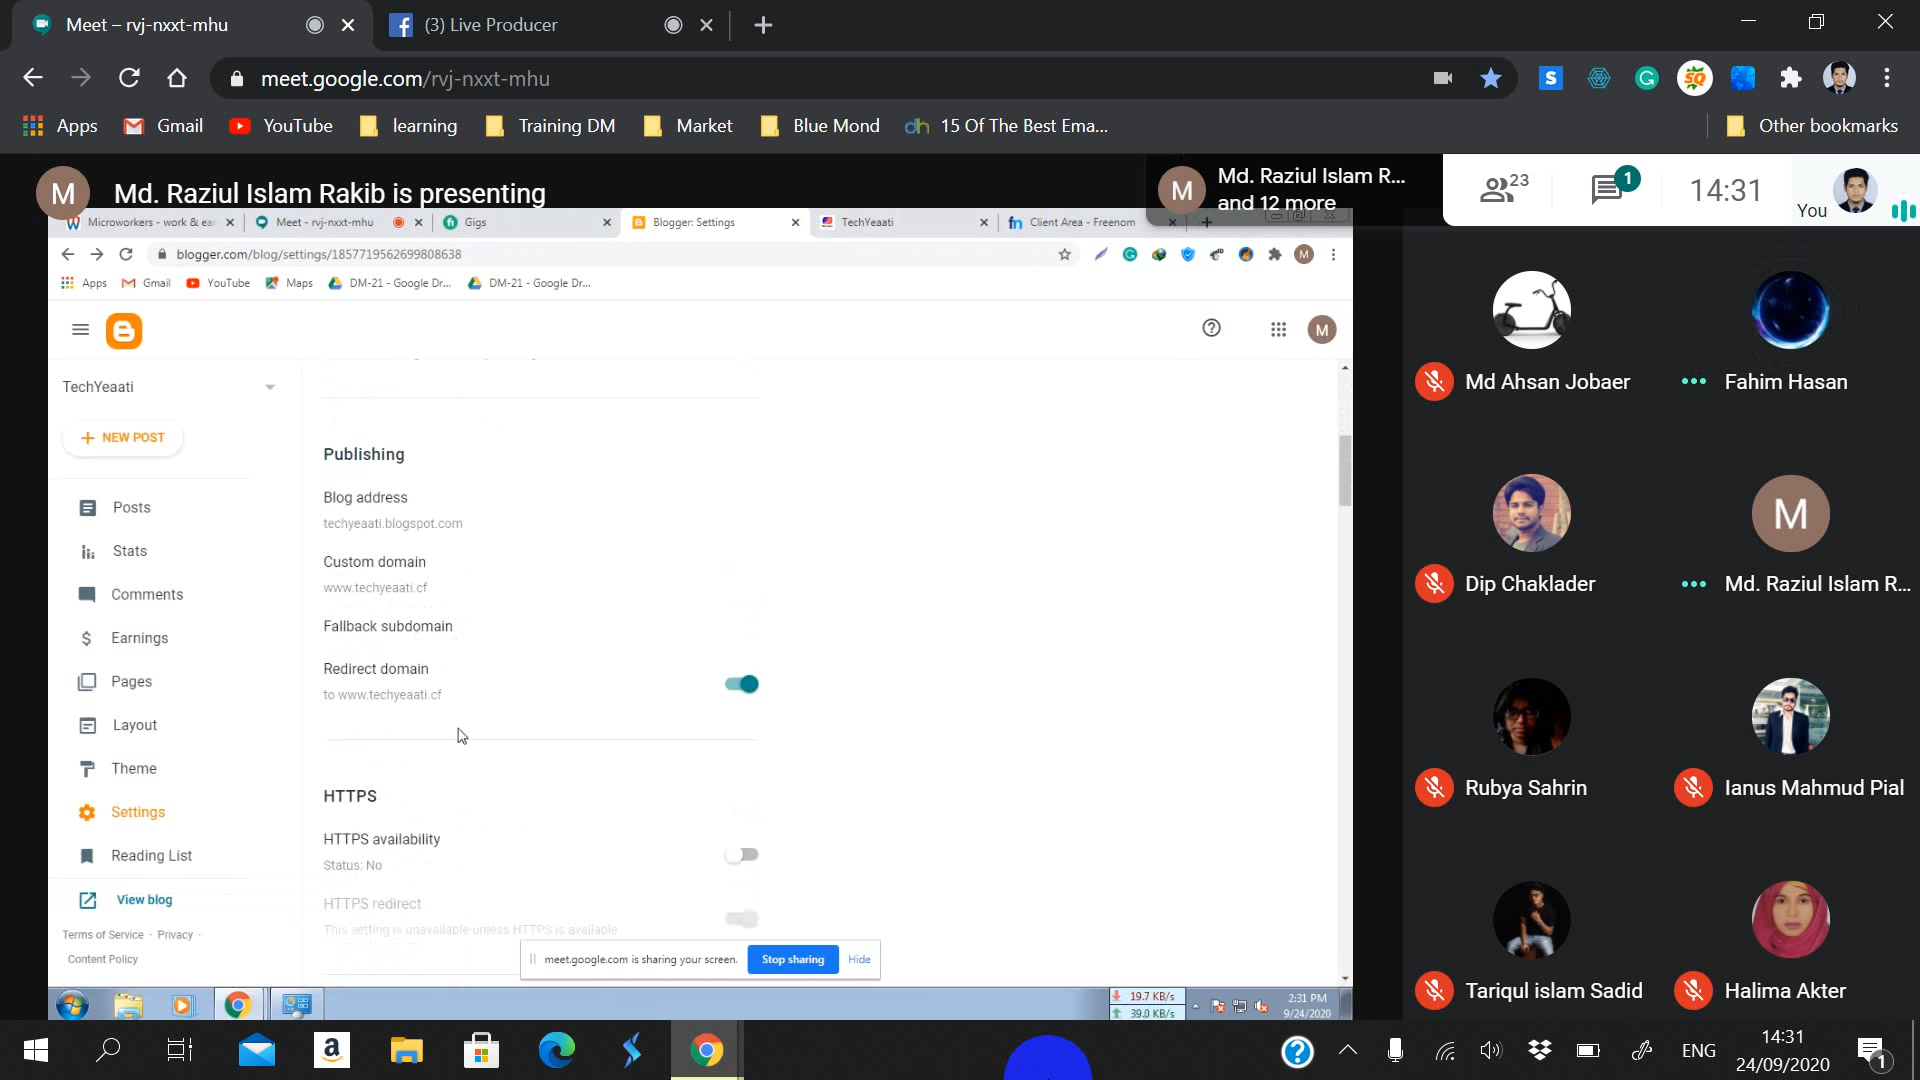 Meet – rvj-nxxt-mhu
(3) Live Producer
meet.google.com/rvj-nxxt-mhu
Apps
Gmail
YouTube
learning
Training DM
Market
Blue Mond
15 Of The Best Ema...
Other bookmarks
M
Md. Raziul Islam Rakib is presenting
M
Md. Raziul Islam R...
and 12 more
23
1
14:31
You
Microworkers - work & ear
Meet - rvj-nxxt-mhu
Gigs
Blogger: Settings
TechYeaati
Client Area - Freenom
blogger.com/blog/settings/1857719562699808638
M
Apps
Gmail
YouTube
Maps
DM-21 - Google Dr...
DM-21 - Google Dr...
M
TechYeaati
NEW POST
Posts
Stats
Comments
Earnings
Pages
Layout
Theme
Settings
Reading List
View blog
Terms of Service · Privacy ·
Content Policy
Publishing
Blog address
techyeaati.blogspot.com
Custom domain
www.techyeaati.cf
Fallback subdomain
Redirect domain
to www.techyeaati.cf
HTTPS
HTTPS availability
Status: No
HTTPS redirect
This setting is unavailable unless HTTPS is available
meet.google.com is sharing your screen.
Stop sharing
Hide
19.7 KB/s
39.0 KB/s
2:31 PM
9/24/2020
Md Ahsan Jobaer
Fahim Hasan
M
Dip Chaklader
Md. Raziul Islam R...
Rubya Sahrin
Ianus Mahmud Pial
Tariqul islam Sadid
Halima Akter
ENG
14:31
24/09/2020
1